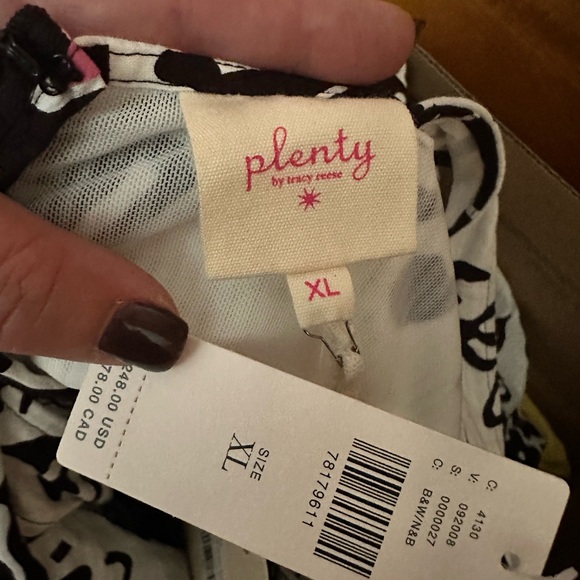 plenty
by tracy reese
XL
248.00 USD
78.00 CAD
SIZE
XL
78179611
C: 4130
V: 092008
S: 0000027
C: B&W/N&B